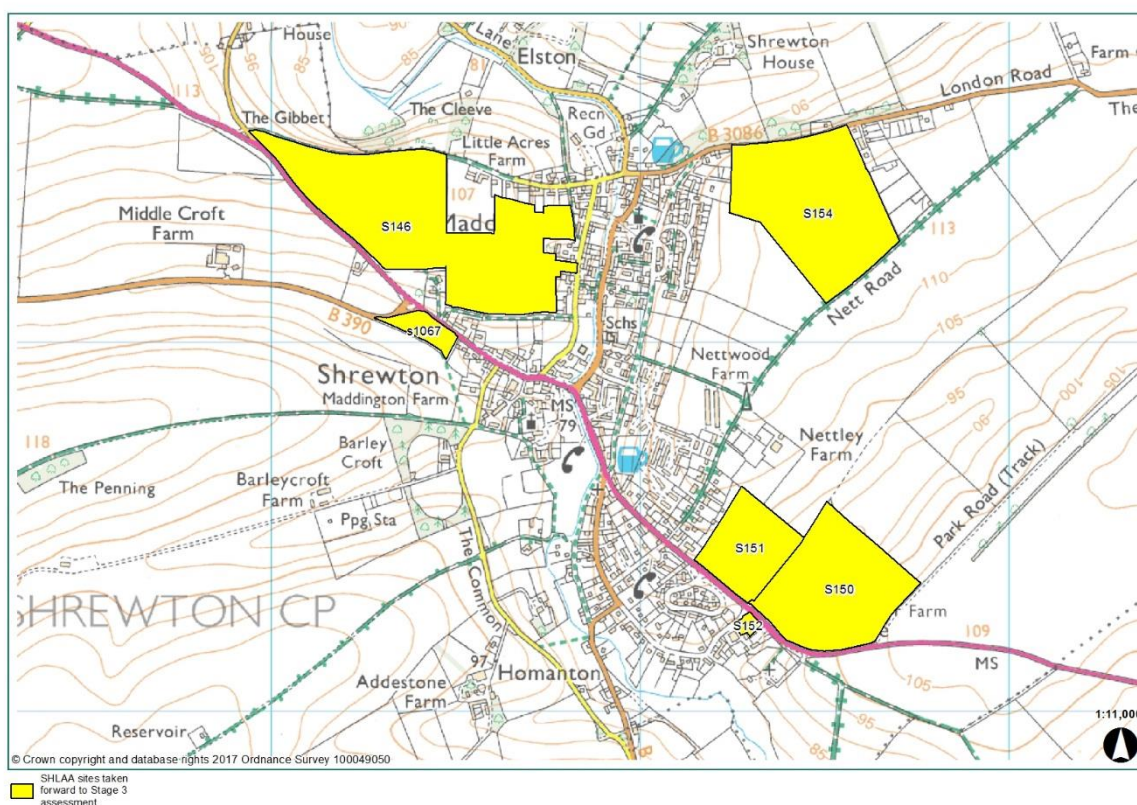 House
Lane
Elston
Shrewton
House
Farm
London Road
The
113
The Gibbet
The Cleeve
Recn
Gd
B 3086
Little Acres
Farm
107
Madd
Middle Croft
Farm
S146
S154
113
110
105
Nett Road
B 390
s1067
Schs
Nettwood
Farm
Shrewton
Maddington Farm
MS
79
118
Barley
Croft
Nettley
Farm
The Penning
Barleycroft
Farm
Ppg Sta
Park Road (Track)
S151
S150
The Common
SHREWTON CP
S152
Farm
109
MS
97
Homanton
Addestone
Farm
105
95
85
Reservoir
1:11,000
© Crown copyright and database rights 2017 Ordnance Survey 100049050
SHLAA sites taken
forward to Stage 3
assessment